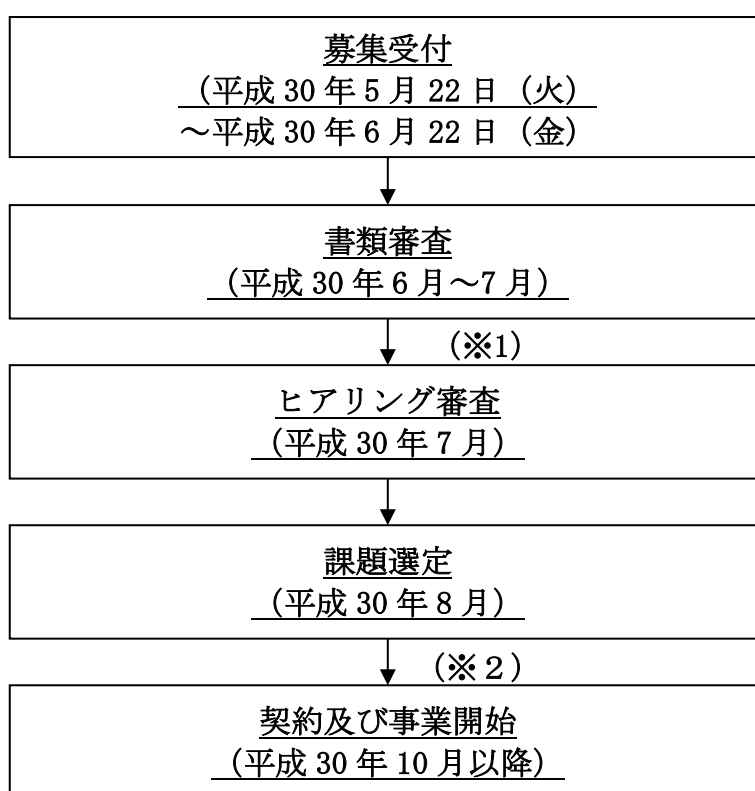 募集受付
（平成 30 年 5 月 22 日（火）
～平成 30 年 6 月 22 日（金）
書類審査
（平成 30 年 6 月～7 月）
（※1）
ヒアリング審査
（平成 30 年 7 月）
課題選定
（平成 30 年 8 月）
（※２）
契約及び事業開始
（平成 30 年 10 月以降）